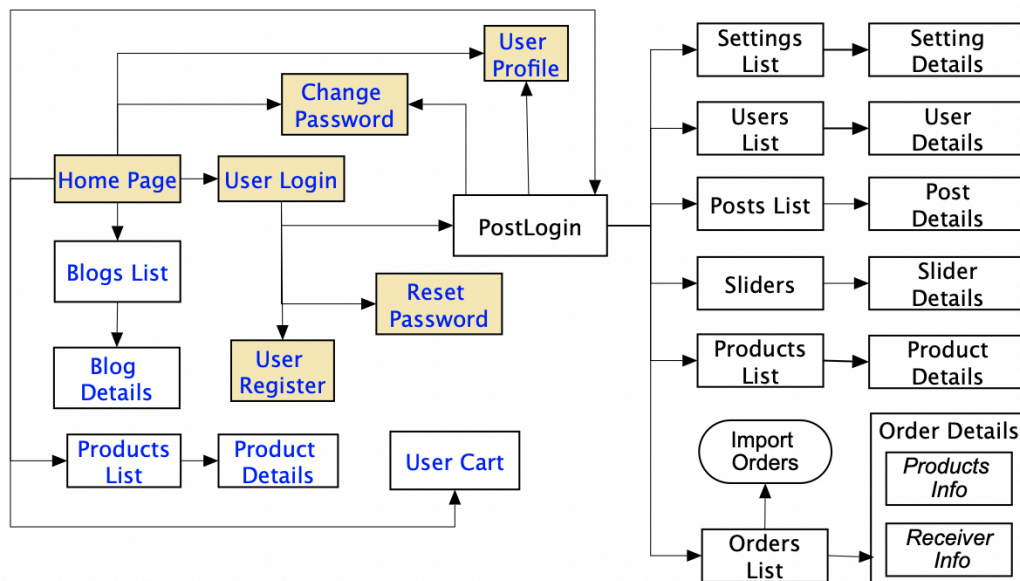 User
Profile
Change
Password
Home Page
User Login
PostLogin
Blogs List
Reset
Password
Blog
Details
User
Register
Products
List
Product
Details
User Cart
Settings
List
Setting
Details
Users
List
User
Details
Posts List
Post
Details
Sliders
Slider
Details
Products
List
Product
Details
Import
Orders
Orders
List
Order Details
Products
Info
Receiver
Info